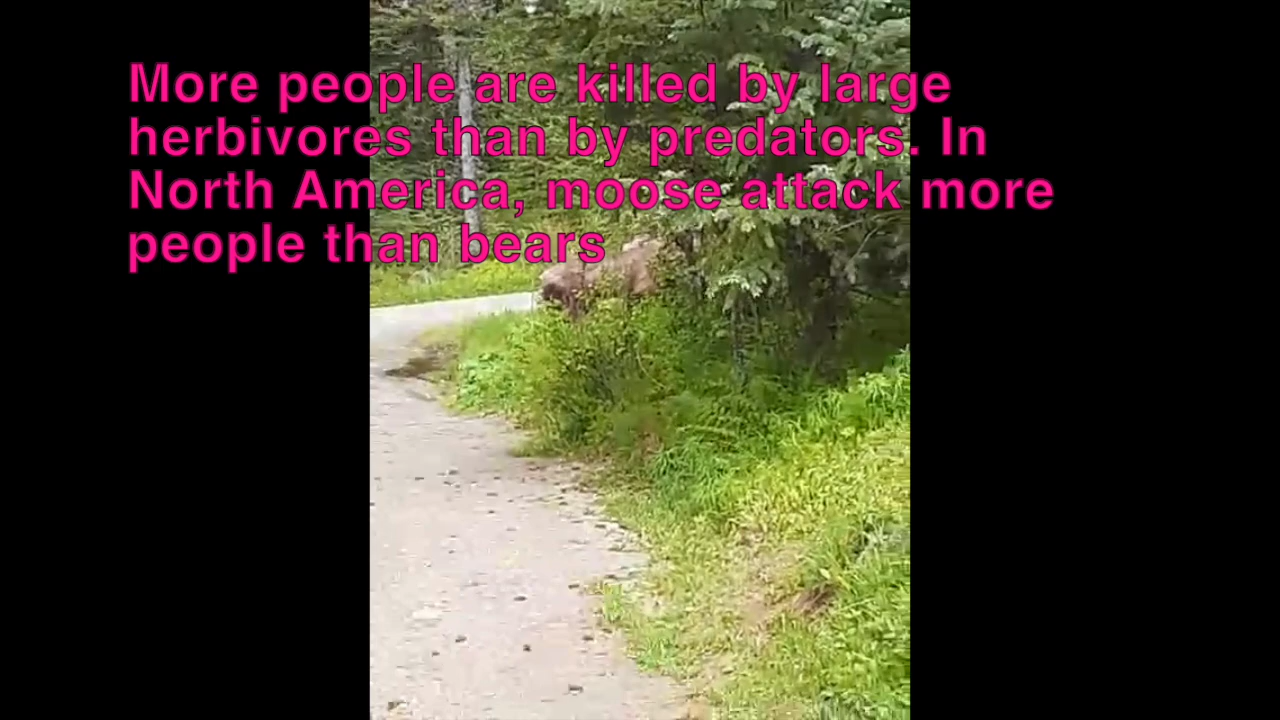 More people are killed by large
herbivores than by predators. In
North America, moose attack more
people than bears